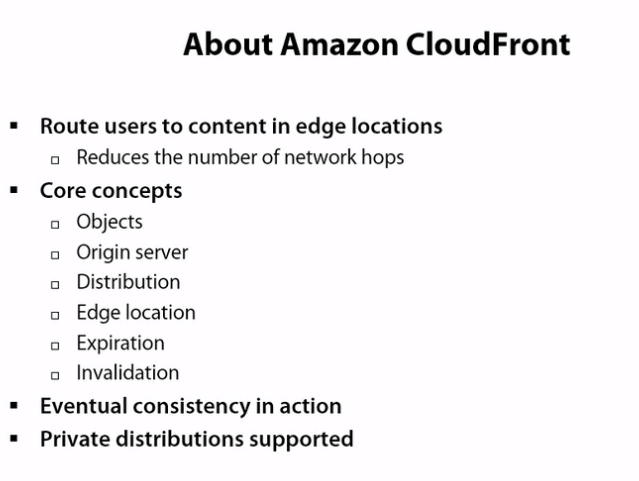 About Amazon CloudFront
▪ Route users to content in edge locations
▫ Reduces the number of network hops
▪ Core concepts
▫ Objects
▫ Origin server
▫ Distribution
▫ Edge location
▫ Expiration
▫ Invalidation
▪ Eventual consistency in action
▪ Private distributions supported